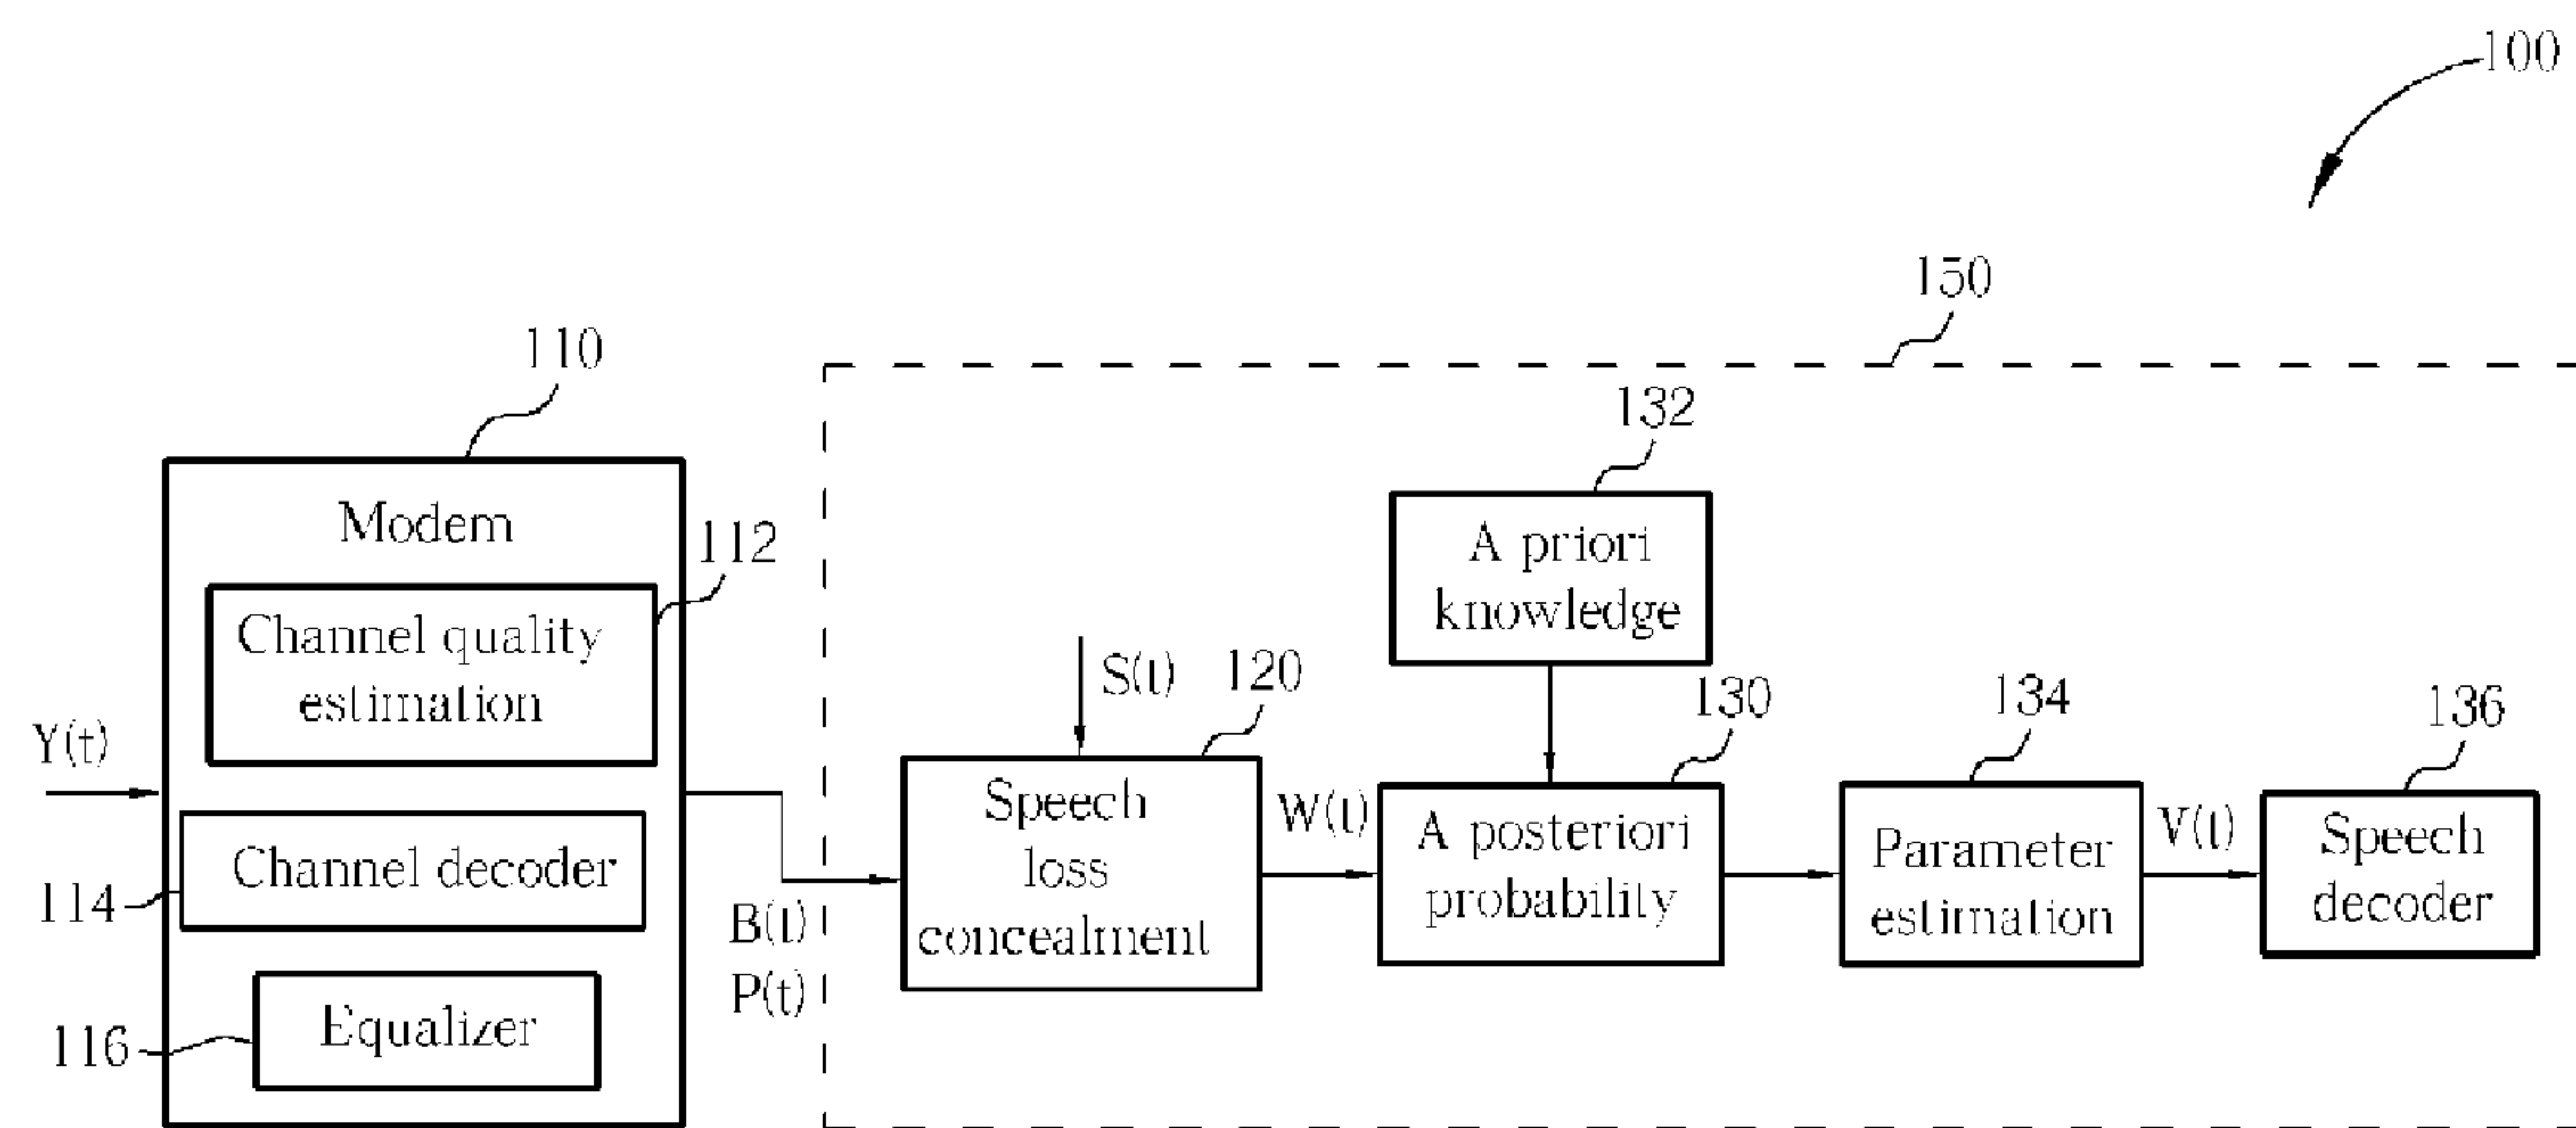 100
150
110
132
Modem
112
A priori
knowledge
Channel quality
estimation
S(t)
120
130
134
136
Y(t)
Speech
loss
concealment
W(t)
A posteriori
probability
Parameter
estimation
V(t)
Speech
decoder
Channel decoder
114
B(t)
P(t)
Equalizer
116